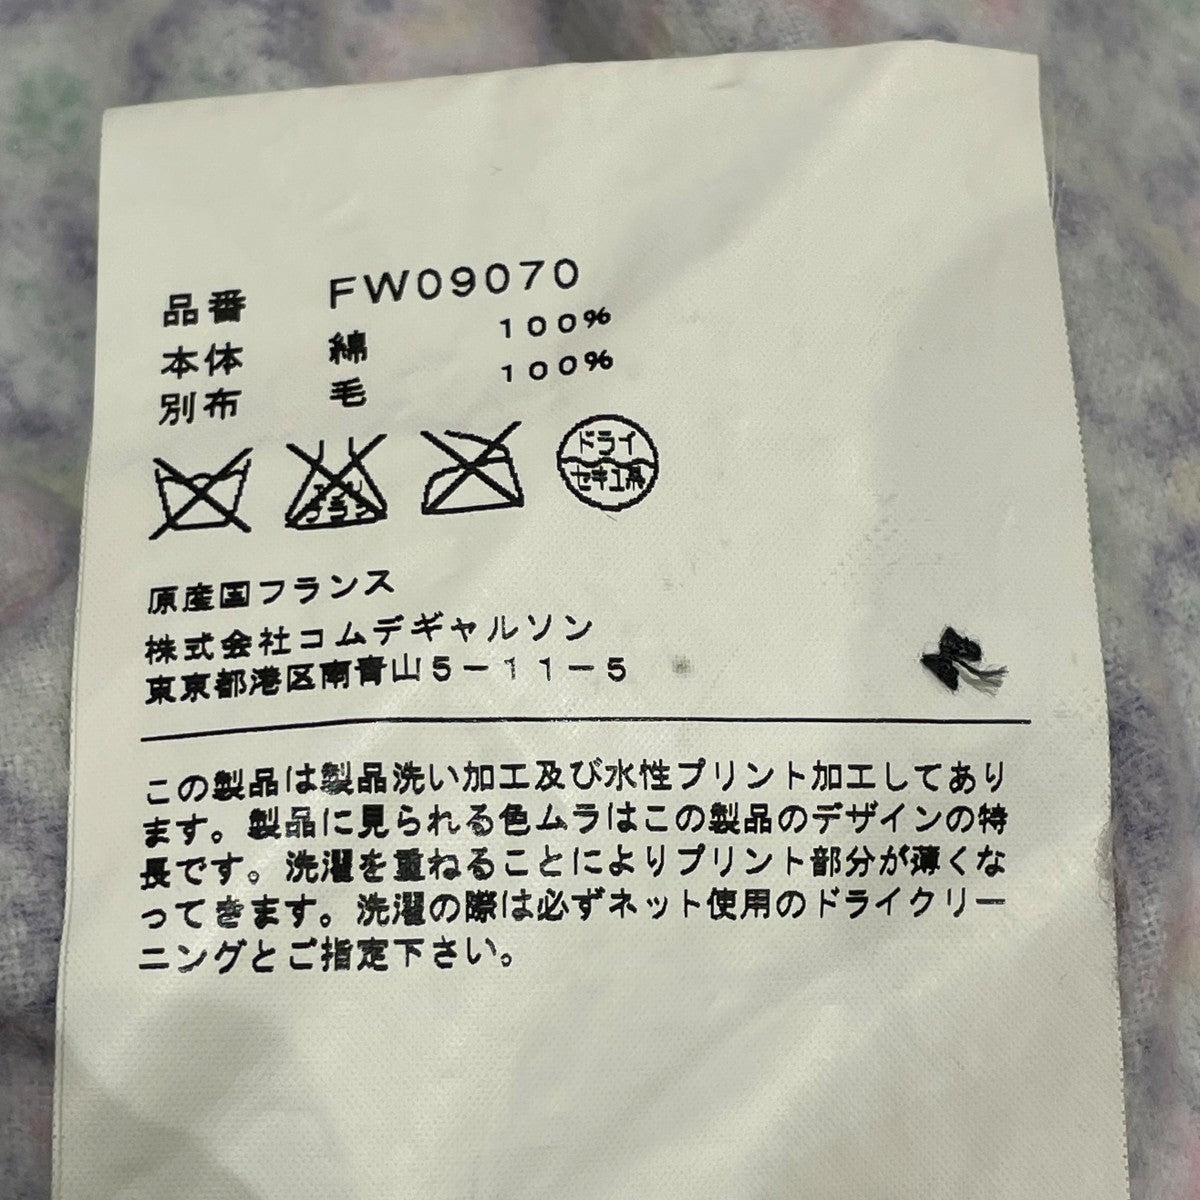 品番 FW09070
本体 綿 100%
別布 毛 100%
ドライ
セキユ系
原産国フランス
株式会社コムデギャルソン
東京都港区南青山5-11-5
この製品は製品洗い加工及び水性プリント加工してあり
ます。製品に見られる色ムラはこの製品のデザインの特
長です。洗濯を重ねることによりプリント部分が薄くな
ってきます。洗濯の際は必ずネット使用のドライクリー
ニングとご指定下さい。